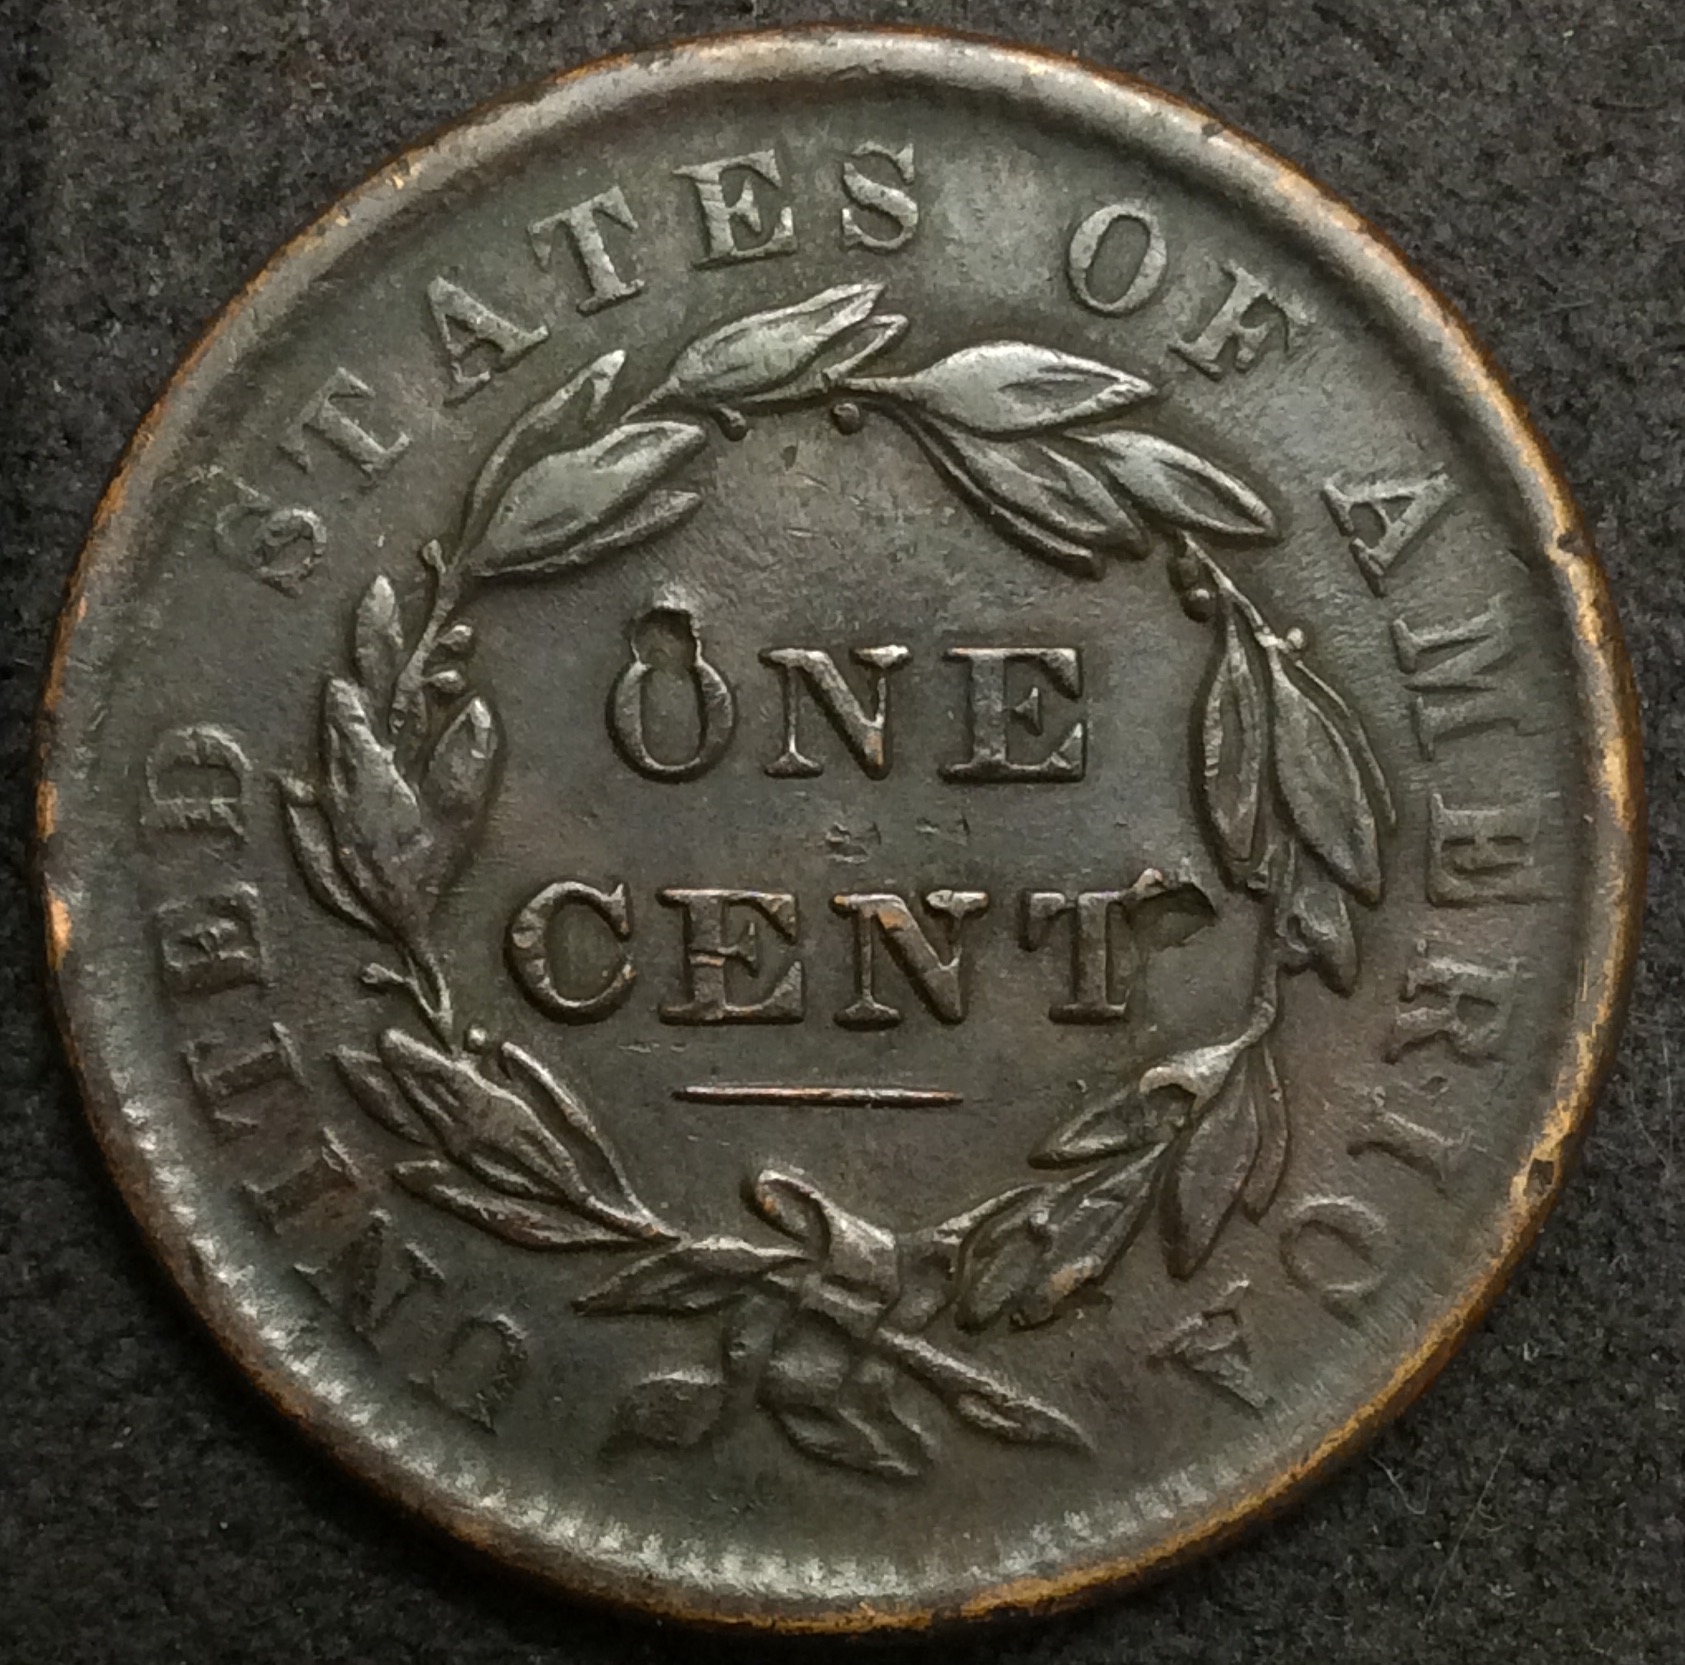 UNITED STATES OF AMERICA
ONE
CENT